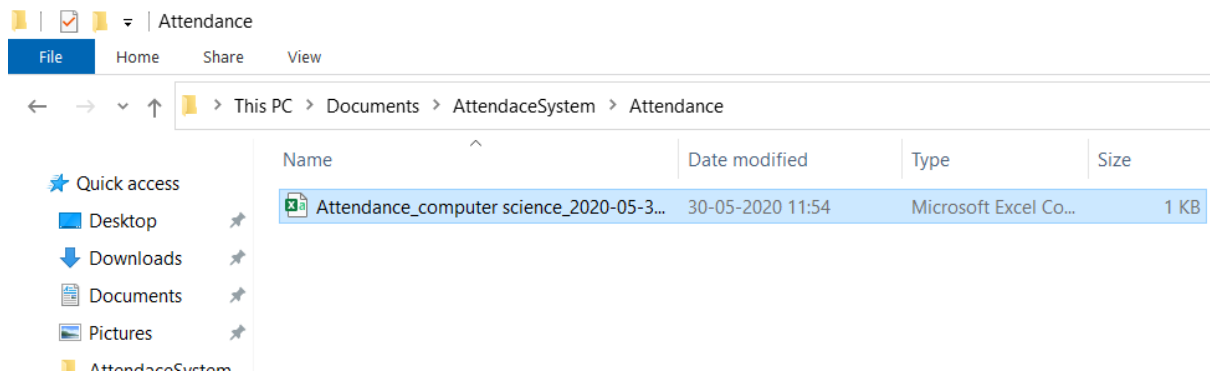 Attendance
File Home Share View
This PC > Documents > AttendaceSystem > Attendance
Name Date modified Type Size
Quick access
Attendance_computer science_2020-05-3... 30-05-2020 11:54 Microsoft Excel Co... 1 KB
Desktop
Downloads
Documents
Pictures
AttendaceSystem